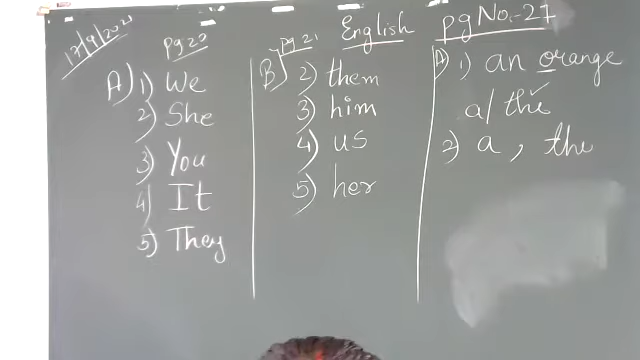 17/9/2021
English
pg 20
A) 1) We
2) She
3) You
4) It
5) They
pg 21
B) 2) them
3) him
4) us
5) her
pg No:-27
A) 1) an orange
a/the ✓
2) a, the